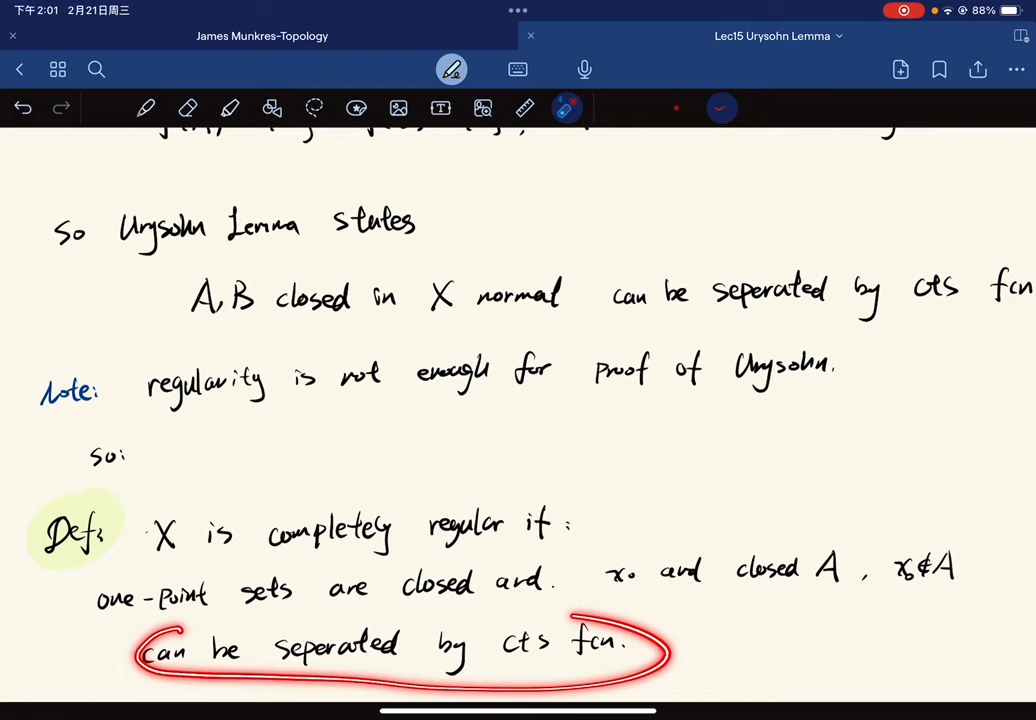 下午2:01 2月21日周三
88%
James Munkres-Topology
Lec15 Urysohn Lemma
T
So Urysohn Lemma states
A, B closed in X normal can be seperated by cts fcn
Note: regularity is not enough for proof of Urysohn.
so:
Def: X is completely regular if:
one-point sets are closed and. x₀ and closed A, x₀∉A
can be seperated by cts fcn.